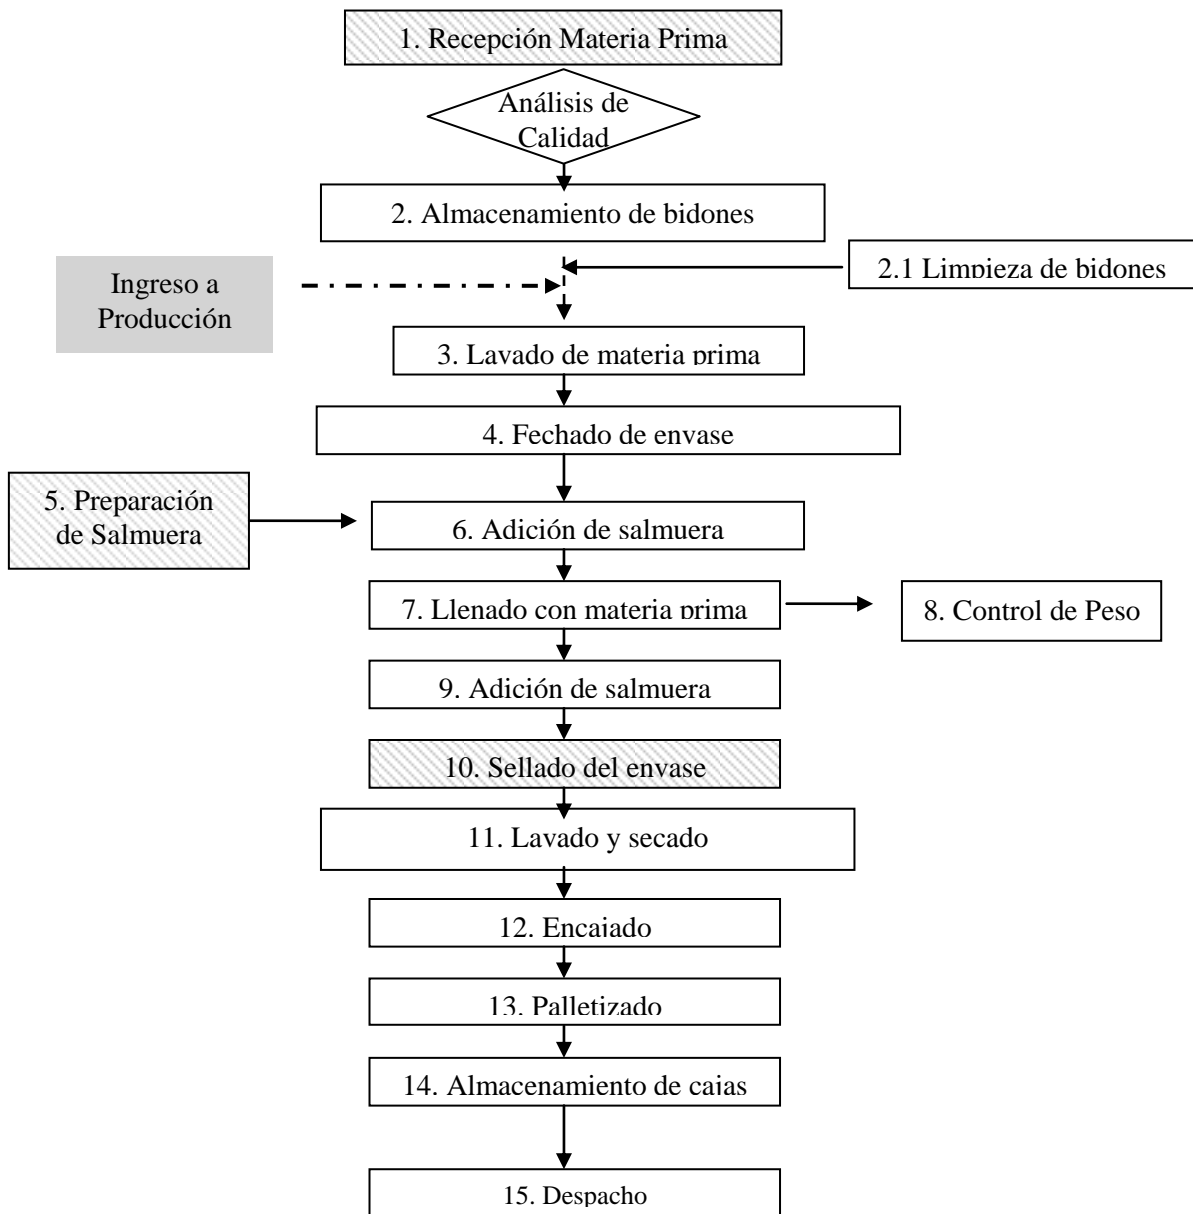 1. Recepción Materia Prima
Análisis de
Calidad
2. Almacenamiento de bidones
2.1 Limpieza de bidones
Ingreso a
Producción
3. Lavado de materia prima
4. Fechado de envase
5. Preparación
de Salmuera
6. Adición de salmuera
7. Llenado con materia prima
8. Control de Peso
9. Adición de salmuera
10. Sellado del envase
11. Lavado y secado
12. Encajado
13. Palletizado
14. Almacenamiento de cajas
15. Despacho